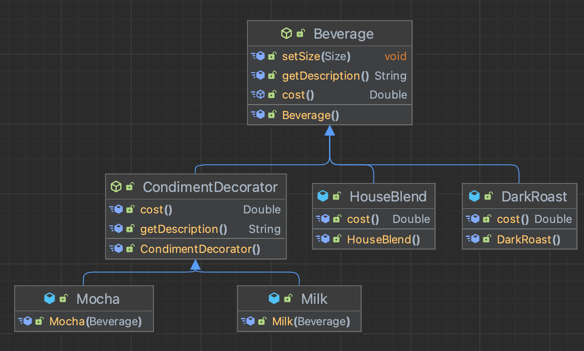 Beverage
setSize(Size) void
getDescription() String
cost() Double
Beverage()
CondimentDecorator
cost() Double
getDescription() String
CondimentDecorator()
HouseBlend
cost() Double
HouseBlend()
DarkRoast
cost() Double
DarkRoast()
Mocha
Mocha(Beverage)
Milk
Milk(Beverage)